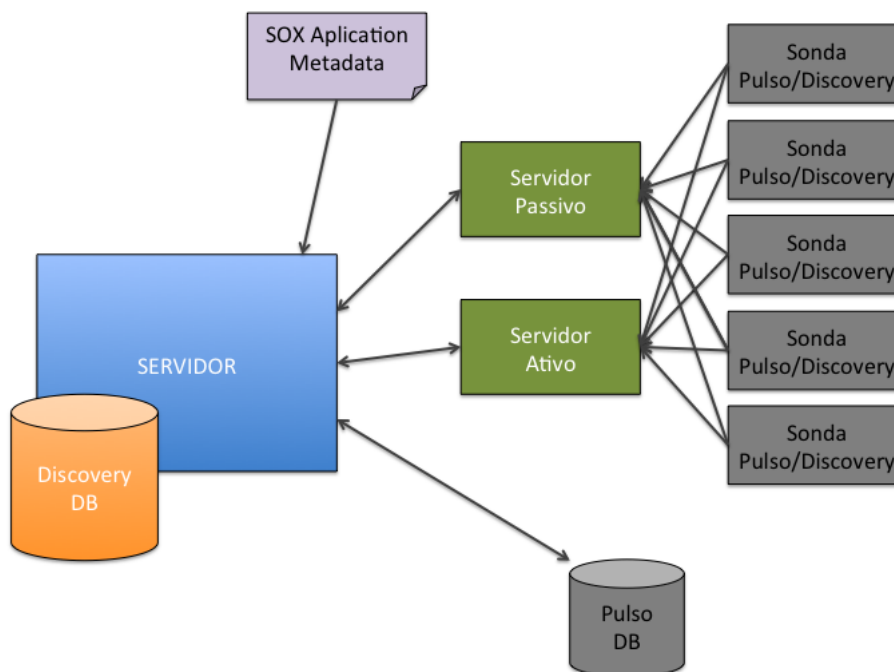 SOX Aplication
Metadata
Sonda
Pulso/Discovery
Sonda
Pulso/Discovery
Sonda
Pulso/Discovery
Sonda
Pulso/Discovery
Sonda
Pulso/Discovery
Servidor
Passivo
Servidor
Ativo
SERVIDOR
Discovery
DB
Pulso
DB